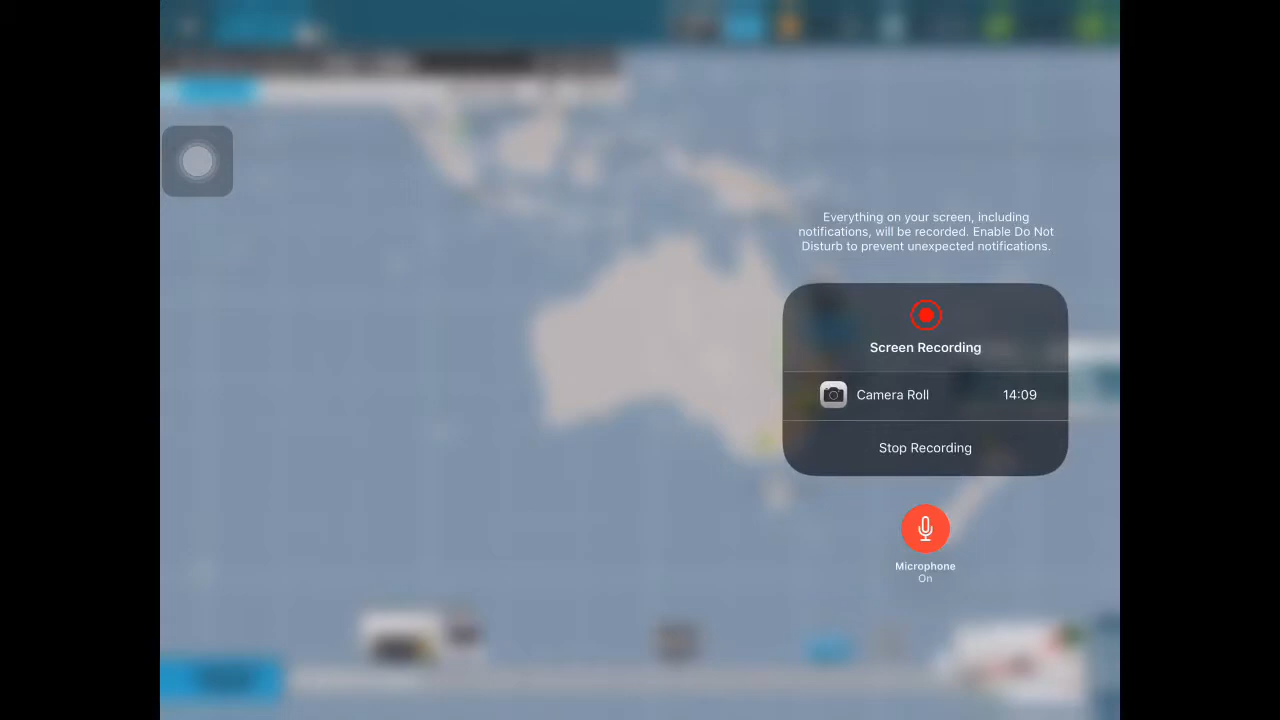 Everything on your screen, including
notifications, will be recorded. Enable Do Not
Disturb to prevent unexpected notifications.
Screen Recording
Camera Roll 14:09
Stop Recording
Microphone
On